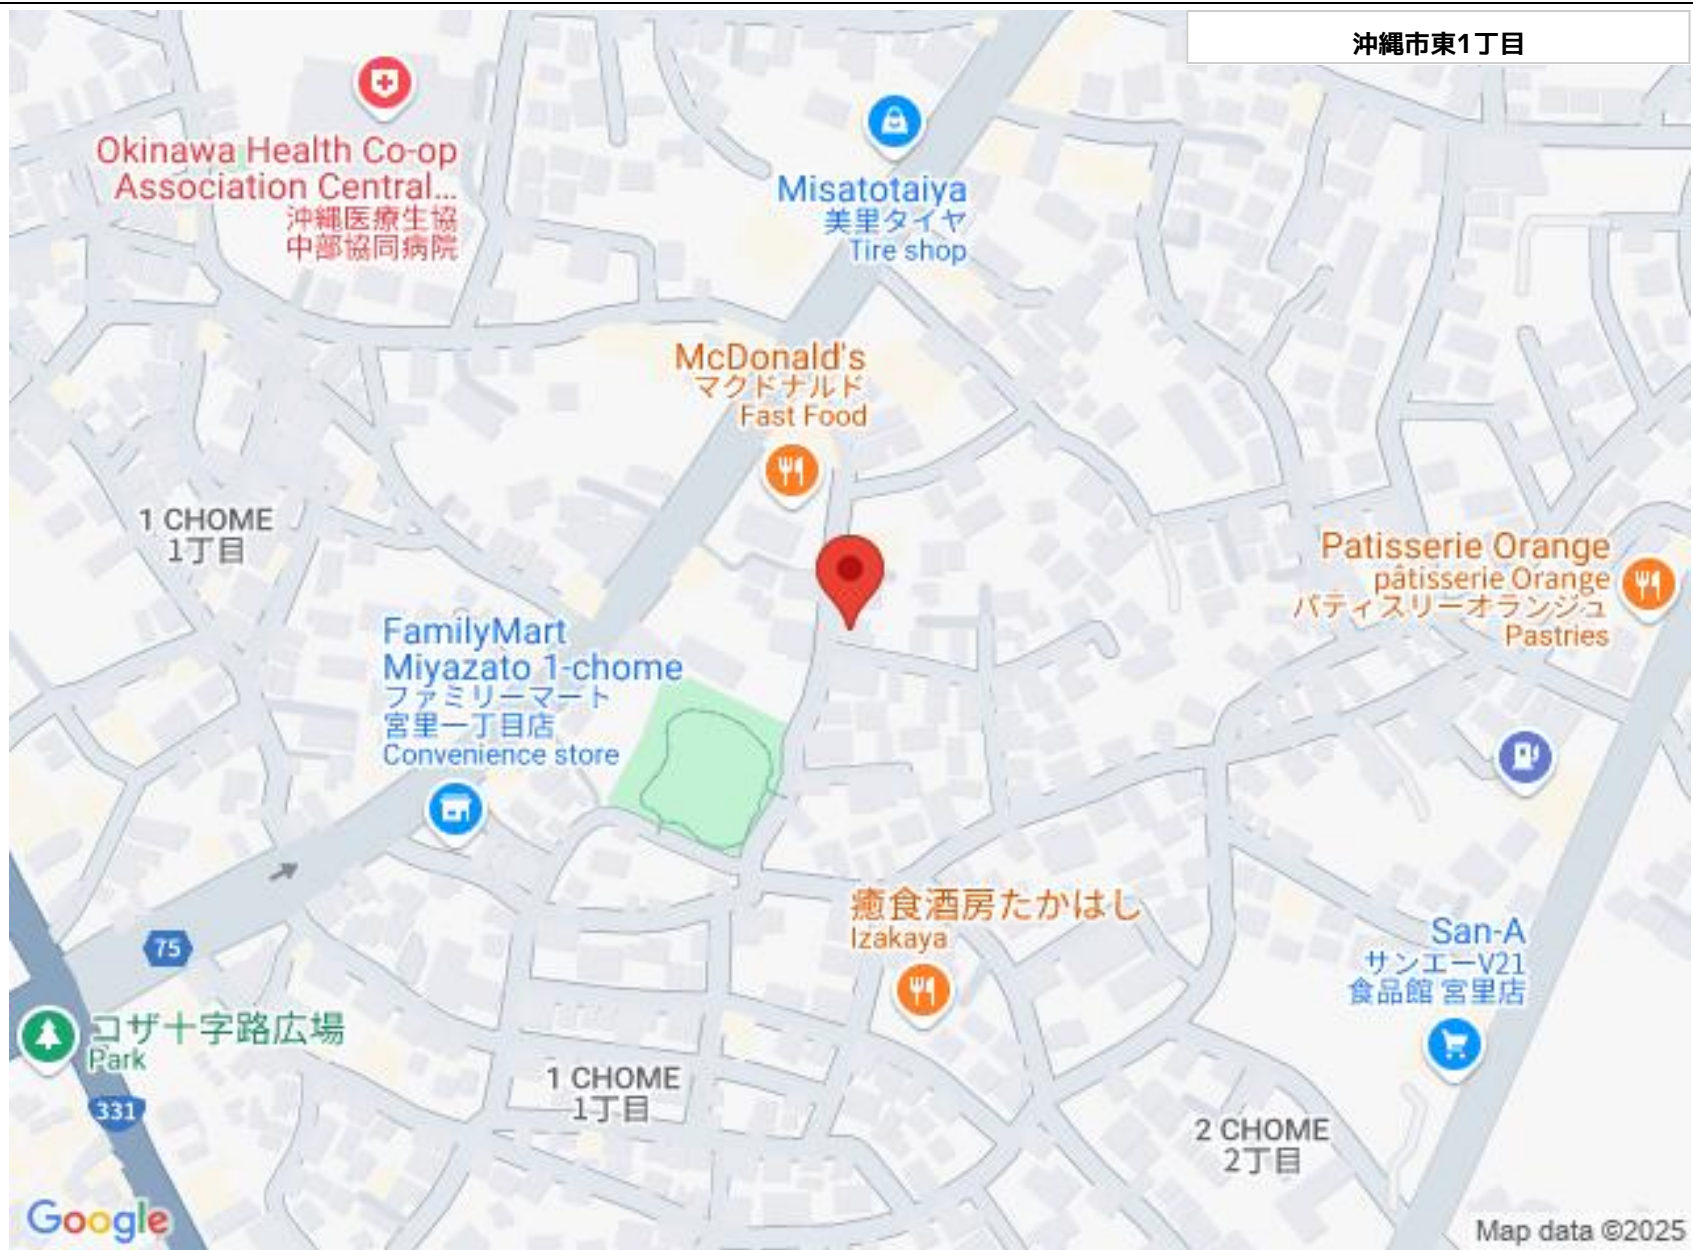 沖縄市東1丁目
Okinawa Health Co-op
Association Central...
沖縄医療生協
中部協同病院
Misatotaiya
美里タイヤ
Tire shop
McDonald's
マクドナルド
Fast Food
1 CHOME
1丁目
Patisserie Orange
pâtisserie Orange
パティスリーオランジュ
Pastries
FamilyMart
Miyazato 1-chome
ファミリーマート
宮里一丁目店
Convenience store
癒食酒房たかはし
Izakaya
San-A
サンエーV21
食品館 宮里店
75
コザ十字路広場
Park
331
1 CHOME
1丁目
2 CHOME
2丁目
Google
Map data ©2025